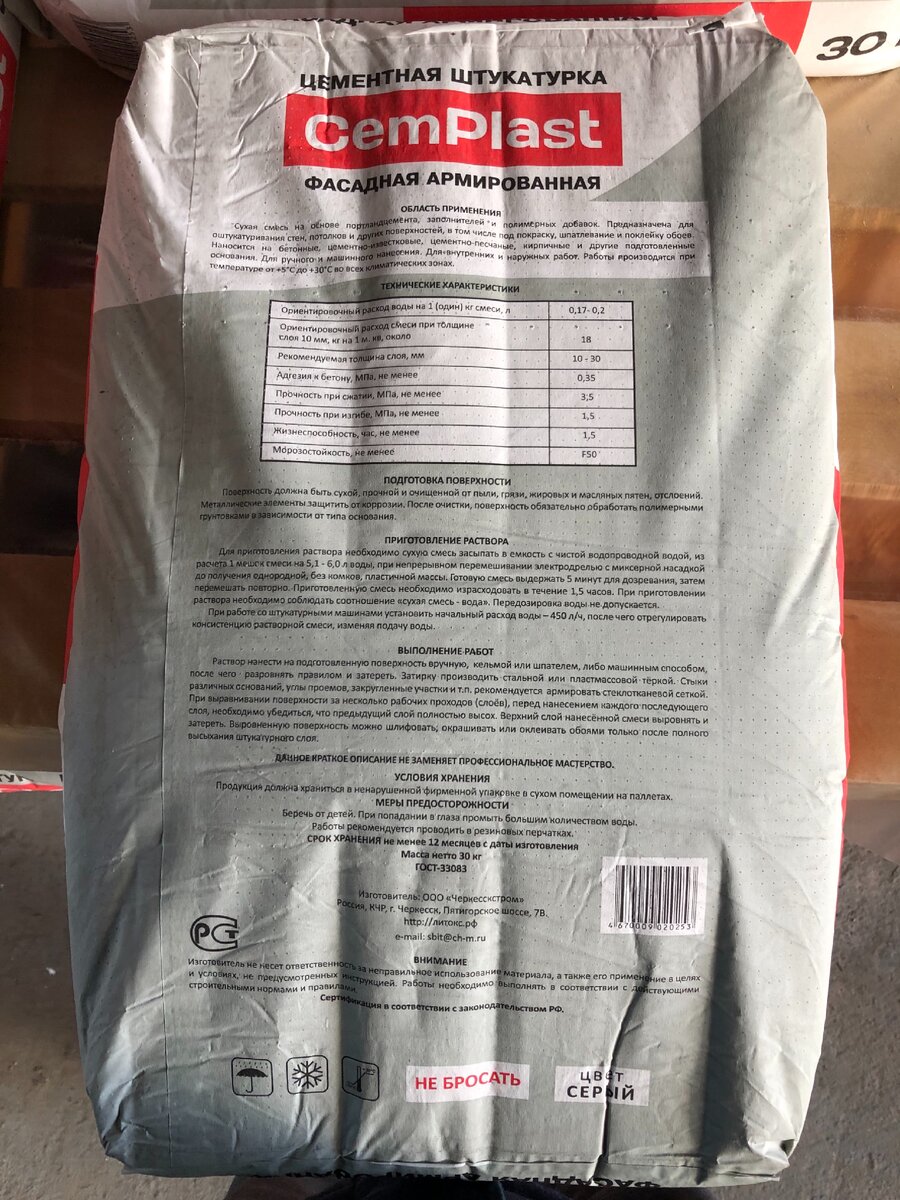 30
ЦЕМЕНТНАЯ ШТУКАТУРКА
CemPlast
ФАСАДНАЯ АРМИРОВАННАЯ
ОБЛАСТЬ ПРИМЕНЕНИЯ
Сухая смесь на основе портландцемента, заполнителей и полимерных добавок. Предназначена для
оштукатуривания стен, потолков и других поверхностей, в том числе под покраску, шпатлевание и поклейку обоев.
Наносится на бетонные, цементно-известковые, цементно-песчаные, кирпичные и другие подготовленные
основания. Для ручного и машинного нанесения. Для внутренних и наружных работ. Работы производятся при
температуре от +5°С до +30°С во всех климатических зонах.
ТЕХНИЧЕСКИЕ ХАРАКТЕРИСТИКИ
Ориентировочный расход воды на 1 (один) кг смеси, л 0,17- 0,2
Ориентировочный расход смеси при толщине
слоя 10 мм, кг на 1 м. кв, около 18
Рекомендуемая толщина слоя, мм 10 - 30
Адгезия к бетону, МПа, не менее 0,35
Прочность при сжатии, МПа, не менее 3,5
Прочность при изгибе, МПа, не менее 1,5
Жизнеспособность, час, не менее 1,5
Морозостойкость, не менее F50
ПОДГОТОВКА ПОВЕРХНОСТИ
Поверхность должна быть сухой, прочной и очищенной от пыли, грязи, жировых и масляных пятен, отслоений.
Металлические элементы защитить от коррозии. После очистки, поверхность обязательно обработать полимерными
грунтовками в зависимости от типа основания.
ПРИГОТОВЛЕНИЕ РАСТВОРА
Для приготовления раствора необходимо сухую смесь засыпать в емкость с чистой водопроводной водой, из
расчета 1 мешок смеси на 5,1 - 6,0 л воды, при непрерывном перемешивании электродрелью с миксерной насадкой
до получения однородной, без комков, пластичной массы. Готовую смесь выдержать 5 минут для дозревания, затем
перемешать повторно. Приготовленную смесь необходимо израсходовать в течение 1,5 часов. При приготовлении
раствора необходимо соблюдать соотношение «сухая смесь - вода». Передозировка воды не допускается.
При работе со штукатурными машинами установить начальный расход воды – 450 л/ч, после чего отрегулировать
консистенцию растворной смеси, изменяя подачу воды.
ВЫПОЛНЕНИЕ РАБОТ
Раствор нанести на подготовленную поверхность вручную, кельмой или шпателем, либо машинным способом,
после чего разровнять правилом и затереть. Затирку производить стальной или пластмассовой тёркой. Стыки
различных оснований, углы проемов, закругленные участки и т.п. рекомендуется армировать стеклотканевой сеткой.
При выравнивании поверхности за несколько рабочих проходов (слоёв), перед нанесением каждого последующего
слоя, необходимо убедиться, что предыдущий слой полностью высох. Верхний слой нанесённой смеси выровнять и
затереть. Выровненную поверхность можно шлифовать, окрашивать или оклеивать обоями только после полного
высыхания штукатурного слоя.
ДАННОЕ КРАТКОЕ ОПИСАНИЕ НЕ ЗАМЕНЯЕТ ПРОФЕССИОНАЛЬНОЕ МАСТЕРСТВО.
УСЛОВИЯ ХРАНЕНИЯ
Продукция должна храниться в ненарушенной фирменной упаковке в сухом помещении на паллетах.
МЕРЫ ПРЕДОСТОРОЖНОСТИ
Беречь от детей. При попадании в глаза промыть большим количеством воды.
Работы рекомендуется проводить в резиновых перчатках.
СРОК ХРАНЕНИЯ не менее 12 месяцев с даты изготовления
Масса нетто 30 кг
ГОСТ-33083
Изготовитель: ООО «Черкесскстром»
Россия, КЧР, г. Черкесск, Пятигорское шоссе, 7В.
http://литокс.рф
e-mail: sbit@ch-m.ru
4 670009 020253
РСТ
ВНИМАНИЕ
Изготовитель не несет ответственность за неправильное использование материала, а также его применение в целях
и условиях, не предусмотренных инструкцией. Работы необходимо выполнять в соответствии с действующими
строительными нормами и правилами.
Сертификация в соответствии с законодательством РФ.
НЕ БРОСАТЬ
ЦВЕТ
СЕРЫЙ